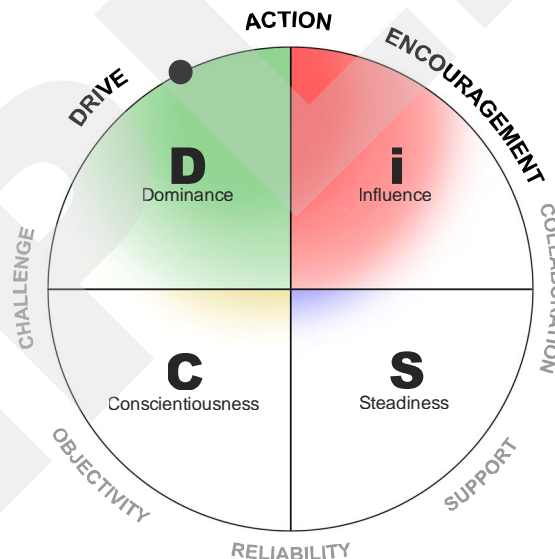 ACTION
DRIVE
ENCOURAGEMENT
D
Dominance
i
Influence
CHALLENGE
COLLABORATION
C
Conscientiousness
S
Steadiness
OBJECTIVITY
SUPPORT
RELIABILITY